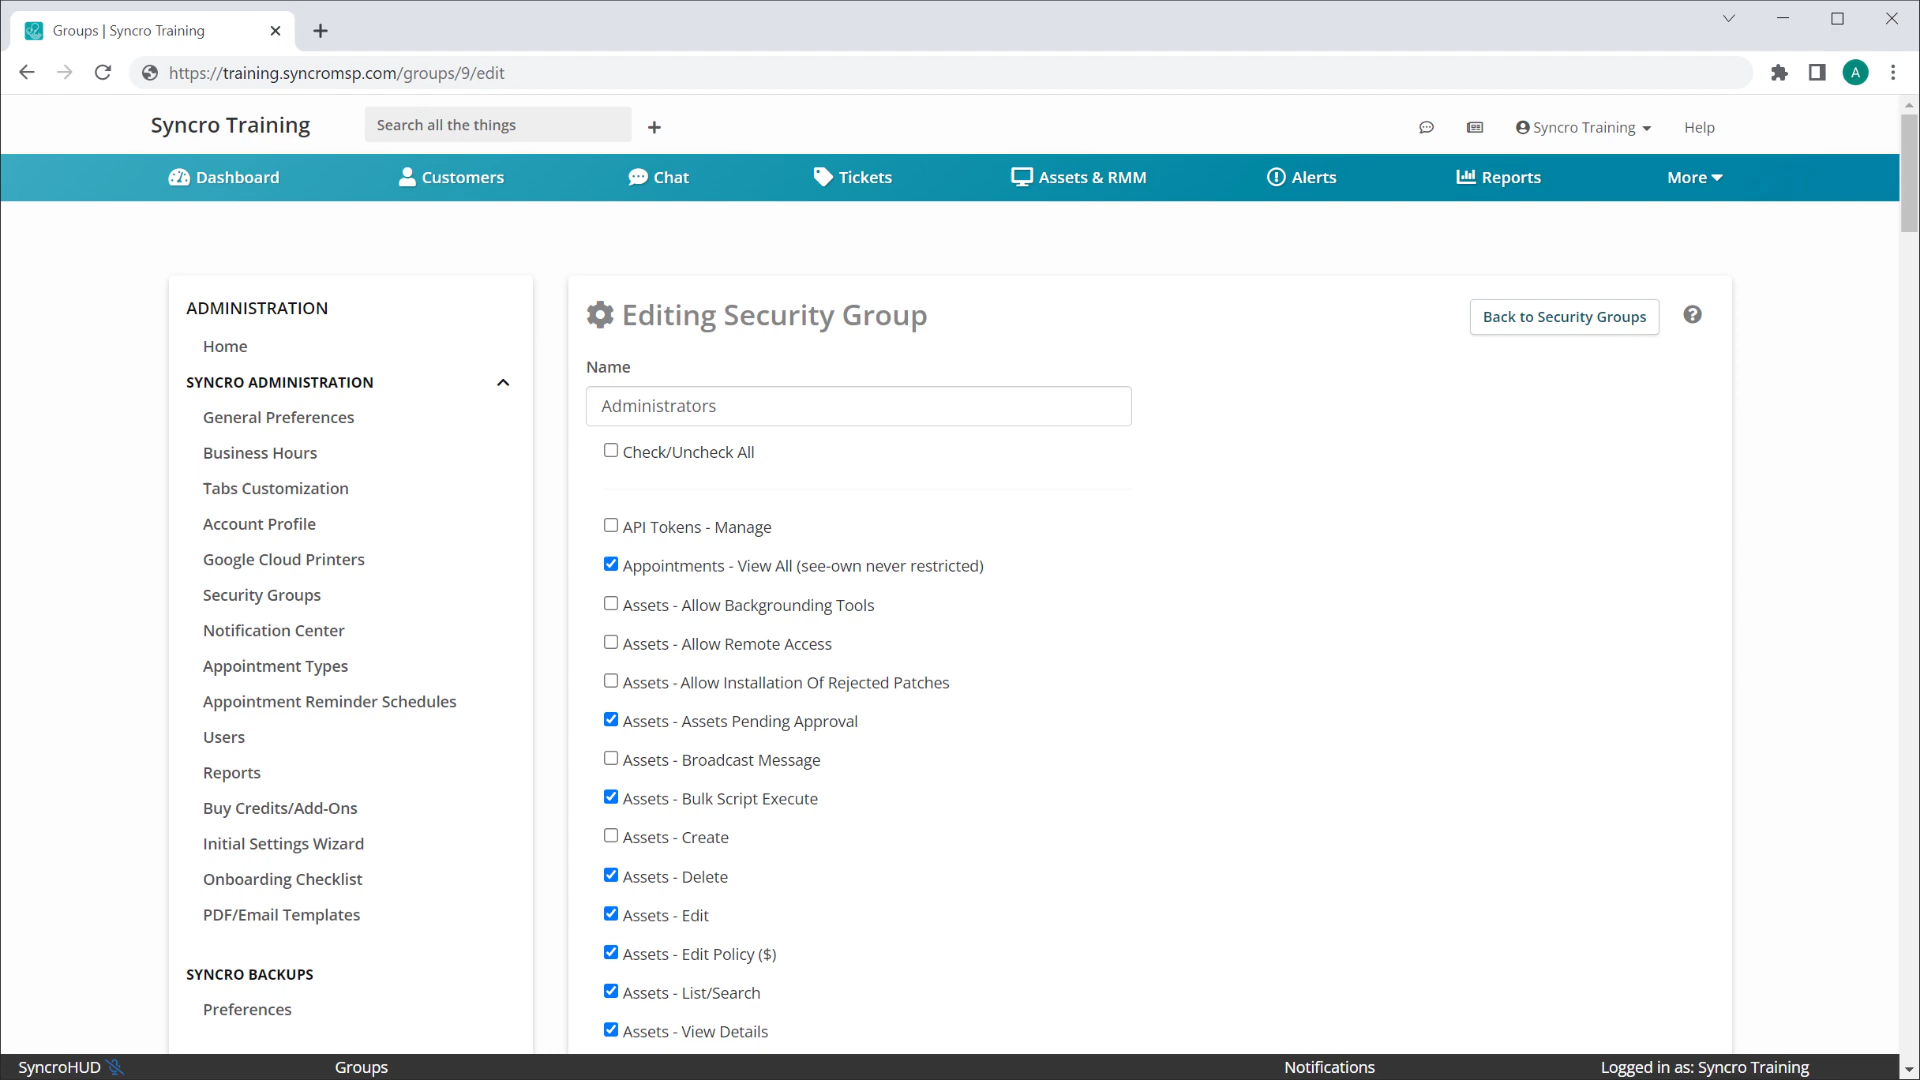 Groups | Syncro Training
https://training.syncromsp.com/groups/9/edit
A
Syncro Training
Search all the things
Syncro Training
Help
Dashboard
Customers
Chat
Tickets
Assets & RMM
Alerts
Reports
More
ADMINISTRATION
Home
SYNCRO ADMINISTRATION
General Preferences
Business Hours
Tabs Customization
Account Profile
Google Cloud Printers
Security Groups
Notification Center
Appointment Types
Appointment Reminder Schedules
Users
Reports
Buy Credits/Add-Ons
Initial Settings Wizard
Onboarding Checklist
PDF/Email Templates
SYNCRO BACKUPS
Preferences
Editing Security Group
Back to Security Groups
Name
Administrators
Check/Uncheck All
API Tokens - Manage
Appointments - View All (see-own never restricted)
Assets - Allow Backgrounding Tools
Assets - Allow Remote Access
Assets - Allow Installation Of Rejected Patches
Assets - Assets Pending Approval
Assets - Broadcast Message
Assets - Bulk Script Execute
Assets - Create
Assets - Delete
Assets - Edit
Assets - Edit Policy ($)
Assets - List/Search
Assets - View Details
SyncroHUD
Groups
Notifications
Logged in as: Syncro Training